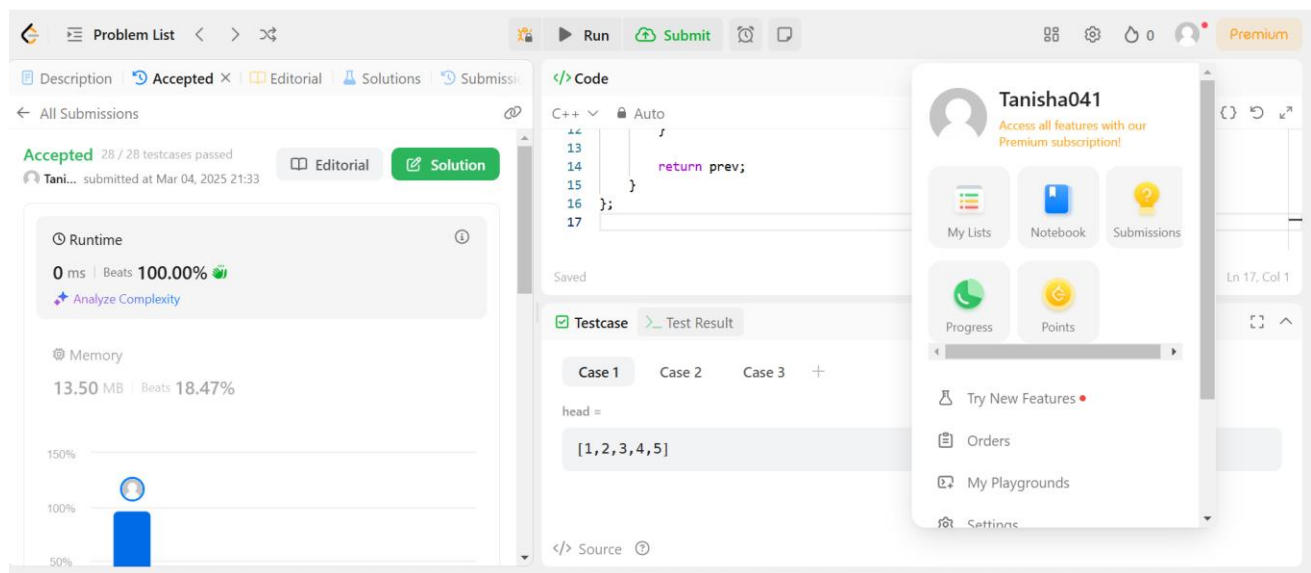 Problem List
Run
Submit
0
Premium
Description
Accepted
Editorial
Solutions
Submissi
All Submissions
Accepted 28 / 28 testcases passed
Tani... submitted at Mar 04, 2025 21:33
Editorial
Solution
Runtime
0 ms | Beats 100.00%
Analyze Complexity
Memory
13.50 MB | Beats 18.47%
150%
100%
50%
</> Code
C++
Auto
12 }
13
14 return prev;
15 }
16 };
17
Saved
Ln 17, Col 1
Testcase
>_ Test Result
Case 1
Case 2
Case 3
+
head =
[1,2,3,4,5]
</> Source
Tanisha041
Access all features with our
Premium subscription!
My Lists
Notebook
Submissions
Progress
Points
Try New Features
Orders
My Playgrounds
Settings